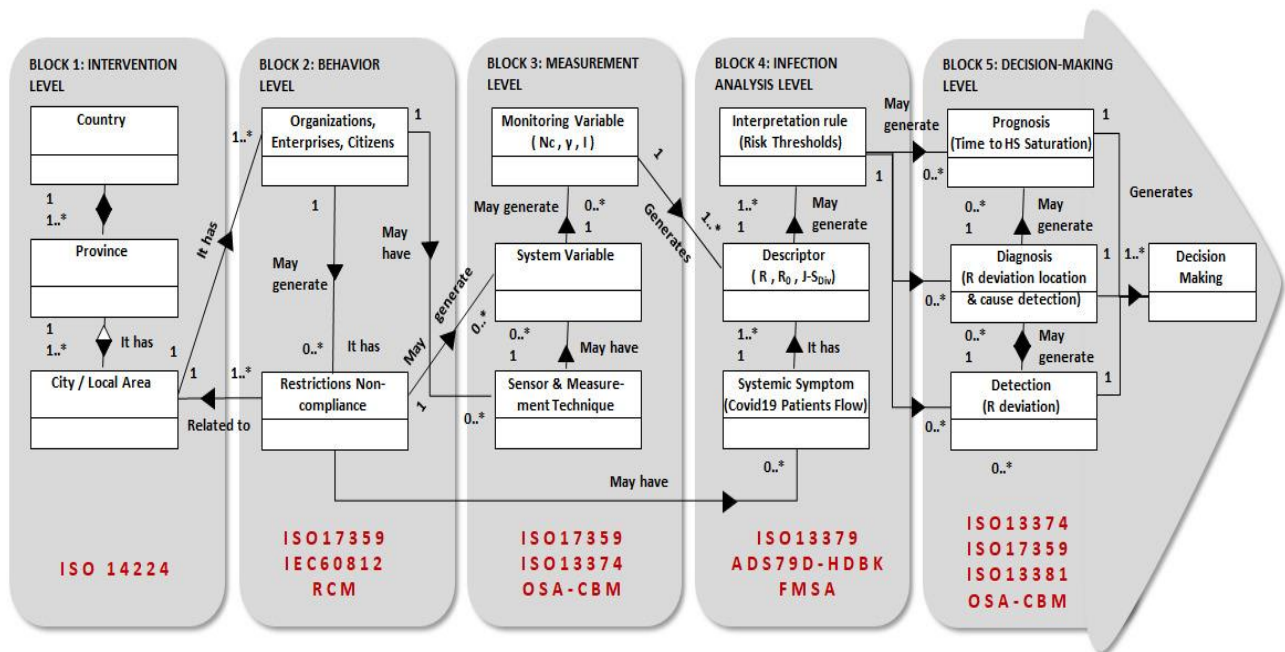 BLOCK 1: INTERVENTION
LEVEL
Country
1
1..*
Province
1
1..*
It has
City / Local Area
1
1
It has
1..*
Related to
1..*
ISO 14224
BLOCK 2: BEHAVIOR
LEVEL
Organizations,
Enterprises, Citizens
1
1
May
generate
May
have
0..*
It has
Restrictions Non-
compliance
1
May generate
0..*
0..*
May have
ISO17359
IEC60812
RCM
BLOCK 3: MEASUREMENT
LEVEL
Monitoring Variable
( Nc , γ , I )
1
Generates
1..*
May generate
0..*
1
System Variable
0..*
1
May have
Sensor & Measure-
ment Technique
ISO17359
ISO13374
OSA-CBM
BLOCK 4: INFECTION
ANALYSIS LEVEL
Interpretation rule
(Risk Thresholds)
1
1..*
1
May
generate
Descriptor
( R , R0 , J-SDiv)
1..*
1
It has
Systemic Symptom
(Covid19 Patients Flow)
0..*
ISO13379
ADS79D-HDBK
FMSA
BLOCK 5: DECISION-MAKING
LEVEL
May
generate
0..*
Prognosis
(Time to HS Saturation)
1
Generates
0..*
1
May
generate
0..*
Diagnosis
(R deviation location
& cause detection)
1
1..*
Decision
Making
0..*
1
May
generate
0..*
Detection
(R deviation)
1
0..*
ISO13374
ISO17359
ISO13381
OSA-CBM